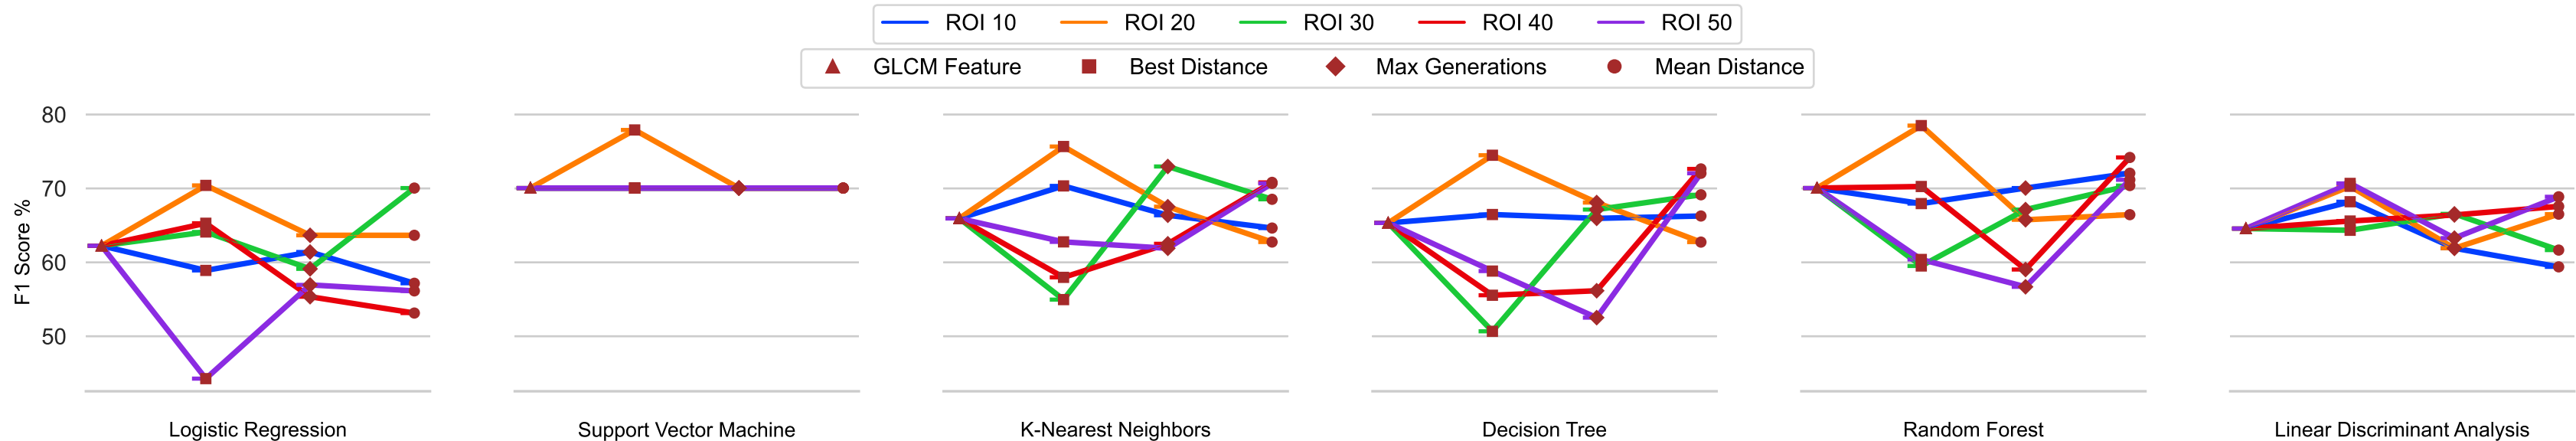 ROI 10 ROI 20 ROI 30 ROI 40 ROI 50
GLCM Feature Best Distance Max Generations Mean Distance
80
70
60
50
F1 Score %
Logistic Regression Support Vector Machine K-Nearest Neighbors Decision Tree Random Forest Linear Discriminant Analysis